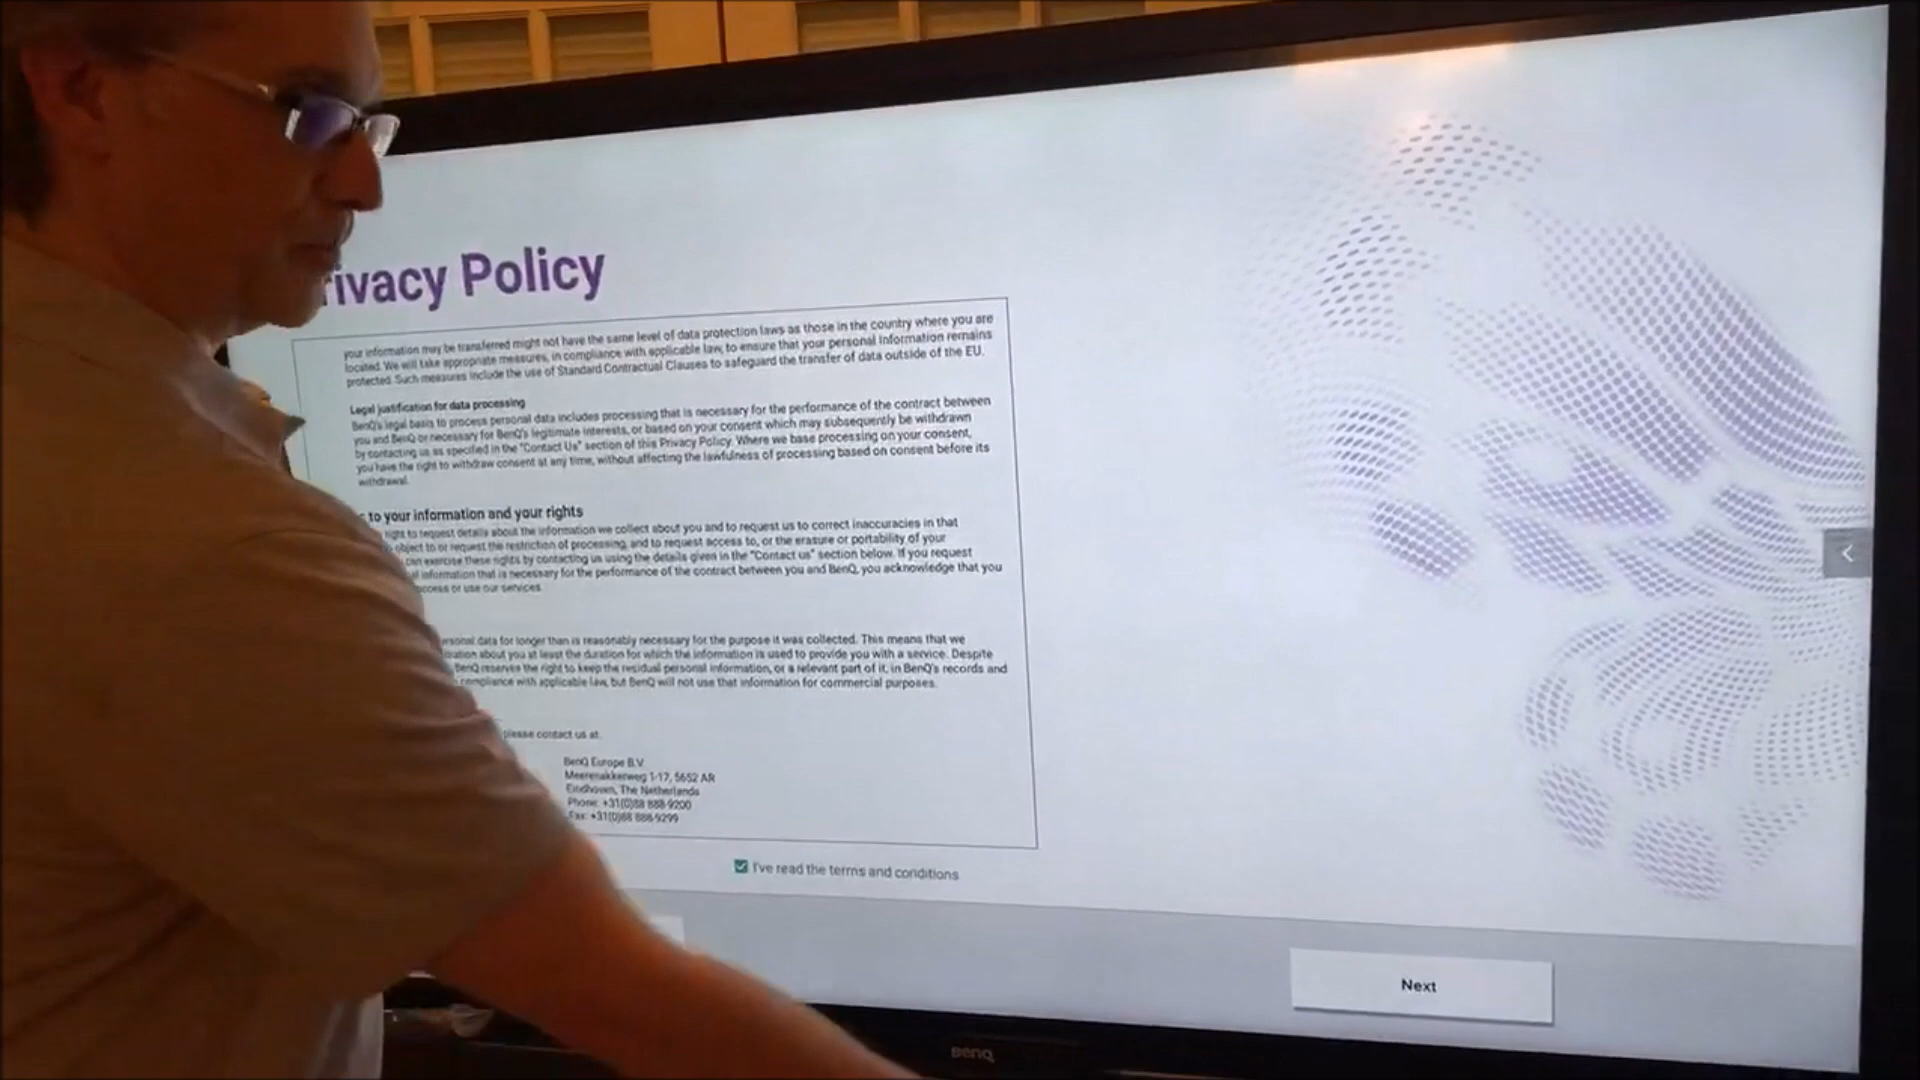 rivacy Policy
your information may be transferred might not have the same level of data protection laws as those in the country where you are
located. We will take appropriate measures, in compliance with applicable law, to ensure that your personal information remains
protected. Such measures include the use of Standard Contractual Clauses to safeguard the transfer of data outside of the EU.
Legal justification for data processing
BenQ's legal basis to process personal data includes processing that is necessary for the performance of the contract between
you and BenQ or necessary for BenQ's legitimate interests, or based on your consent which may subsequently be withdrawn
by contacting us as specified in the "Contact Us" section of this Privacy Policy. Where we base processing on your consent,
you have the right to withdraw consent at any time, without affecting the lawfulness of processing based on consent before its
withdrawal.
to your information and your rights
right to request details about the information we collect about you and to request us to correct inaccuracies in that
object to or request the restriction of processing, and to request access to, or the erasure or portability of your
can exercise these rights by contacting us using the details given in the "Contact us" section below. If you request
information that is necessary for the performance of the contract between you and BenQ, you acknowledge that you
access or use our services.
data for longer than is reasonably necessary for the purpose it was collected. This means that we
about you at least the duration for which the information is used to provide you with a service. Despite
BenQ reserves the right to keep the residual personal information, or a relevant part of it, in BenQ's records and
compliance with applicable law, but BenQ will not use that information for commercial purposes.
please contact us at:
BenQ Europe B.V
Meerenakkerweg 1-17, 5652 AR
Eindhoven, The Netherlands
Phone: +31(0)88 888-9200
Fax: +31(0)88 888-9299
I've read the terms and conditions
Next
BenQ